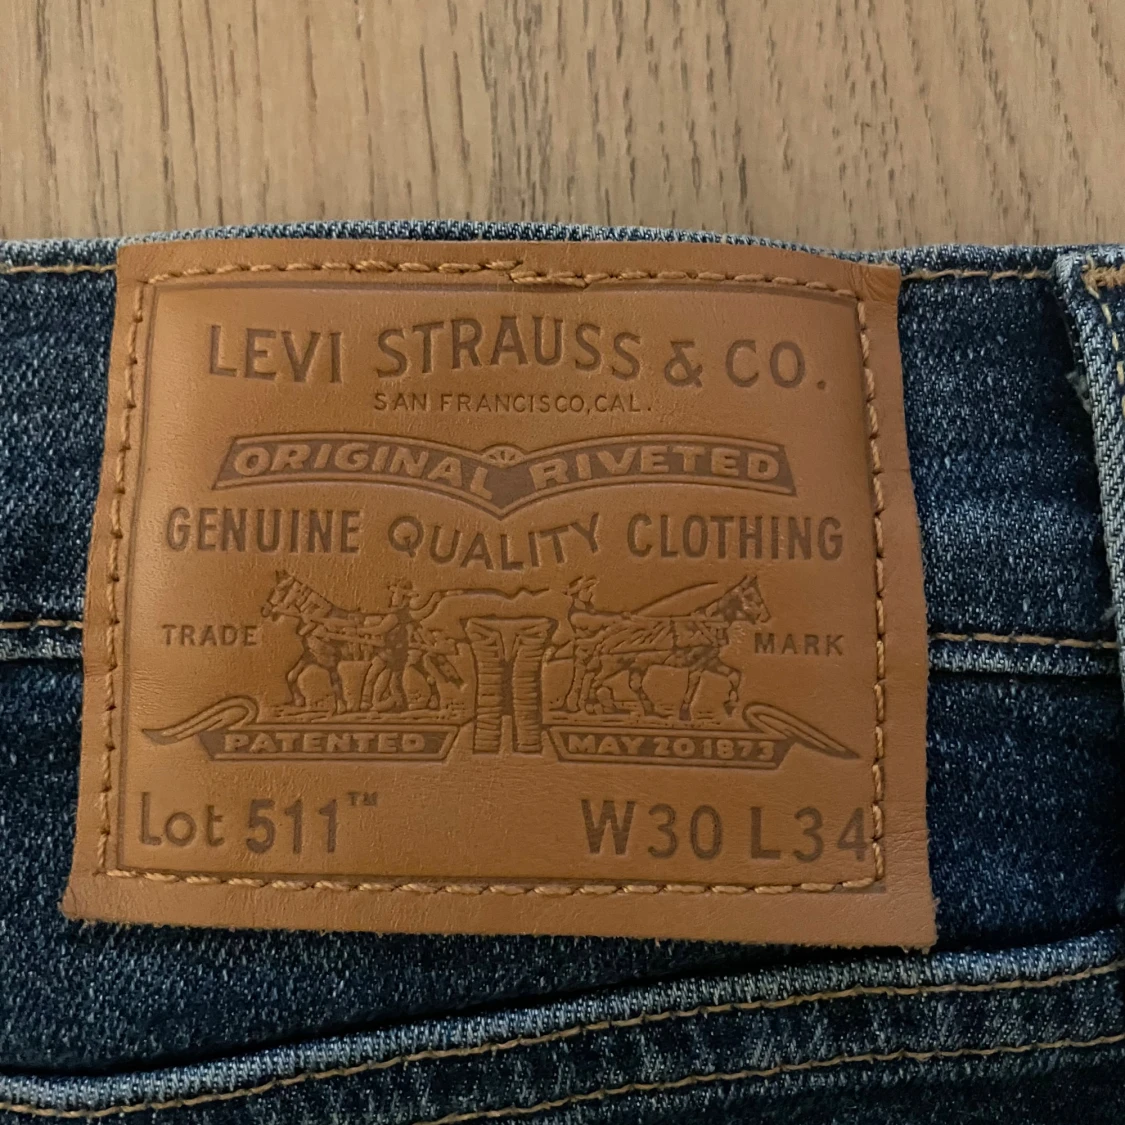 LEVI STRAUSS & CO.
SAN FRANCISCO, CAL.
ORIGINAL RIVETED
GENUINE QUALITY CLOTHING
TRADE MARK
PATENTED MAY 20 1873
Lot 511™ W30 L34